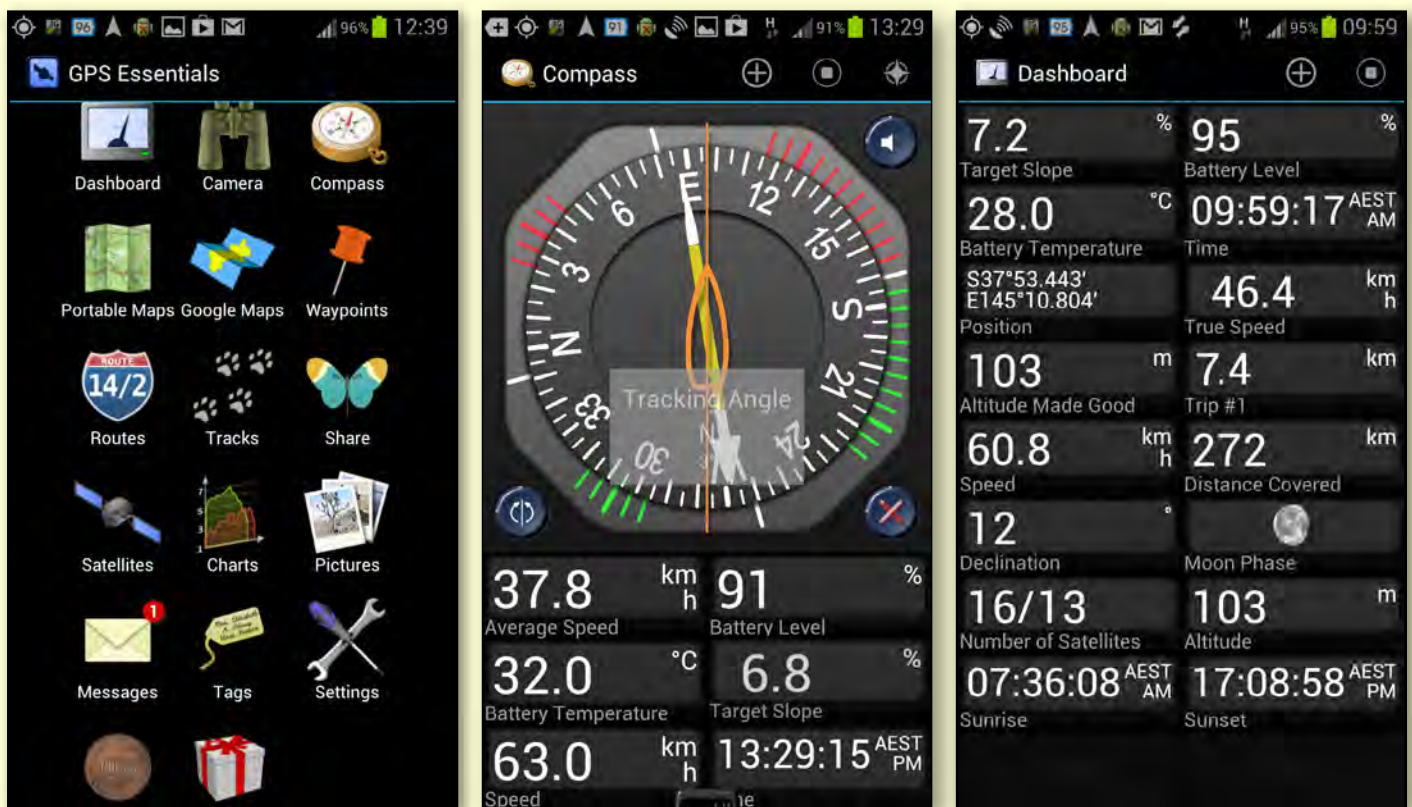 96
96%
12:39
GPS Essentials
Dashboard
Camera
Compass
Portable Maps
Google Maps
Waypoints
ROUTE
14/2
Routes
Tracks
Share
7
5
3
1
Satellites
Charts
Pictures
1
Messages
Tags
Settings
91
H
91%
13:29
Compass
E
12
15
S
21
24
30
33
N
3
6
Tracking Angle
N
37.8 km h
Average Speed
91 %
Battery Level
32.0 °C
Battery Temperature
6.8 %
Target Slope
63.0 km h
Speed
13:29:15 AEST PM
95
H
95%
09:59
Dashboard
7.2 %
Target Slope
95 %
Battery Level
28.0 °C
Battery Temperature
09:59:17 AEST AM
Time
S37°53.443'
E145°10.804'
Position
46.4 km h
True Speed
103 m
Altitude Made Good
7.4 km
Trip #1
60.8 km h
Speed
272 km
Distance Covered
12 °
Declination
Moon Phase
16/13
Number of Satellites
103 m
Altitude
07:36:08 AEST AM
Sunrise
17:08:58 AEST PM
Sunset